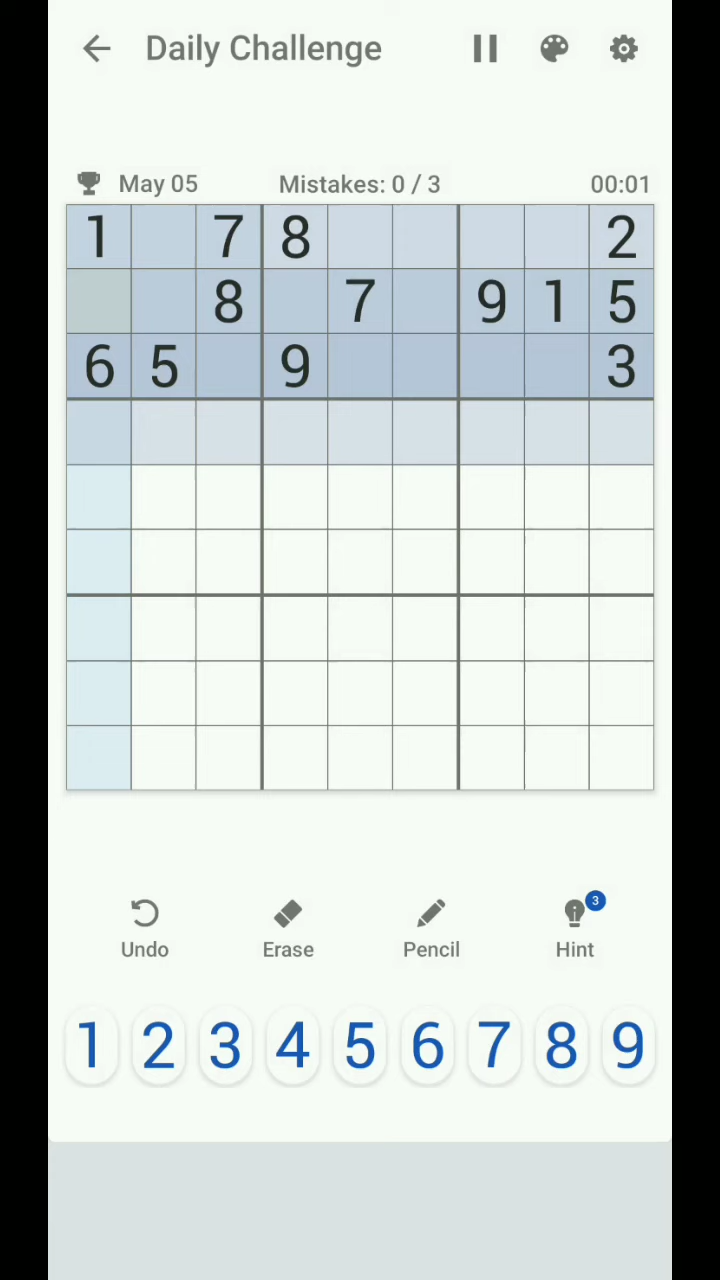 Daily Challenge
May 05 Mistakes: 0 / 3 00:01
1 7 8 2
8 7 9 1 5
6 5 9 3
3
Undo Erase Pencil Hint
1 2 3 4 5 6 7 8 9